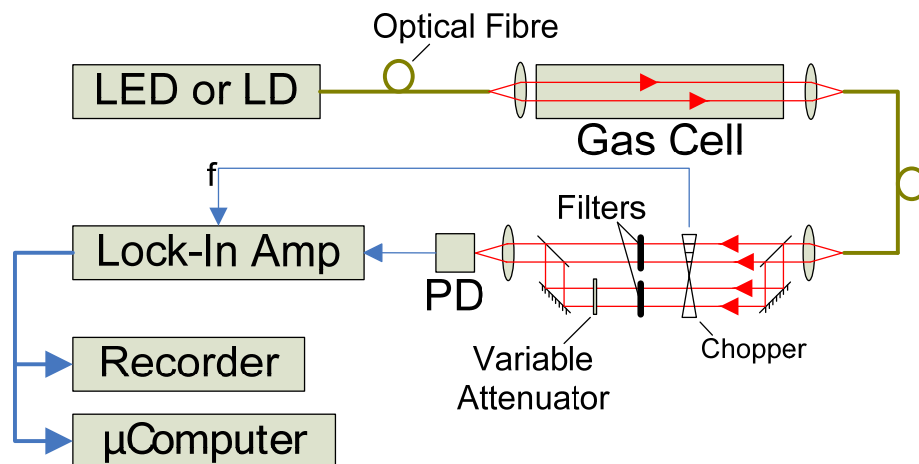 Optical Fibre
LED or LD
Gas Cell
f
Filters
Lock-In Amp
PD
Chopper
Variable
Attenuator
Recorder
µComputer